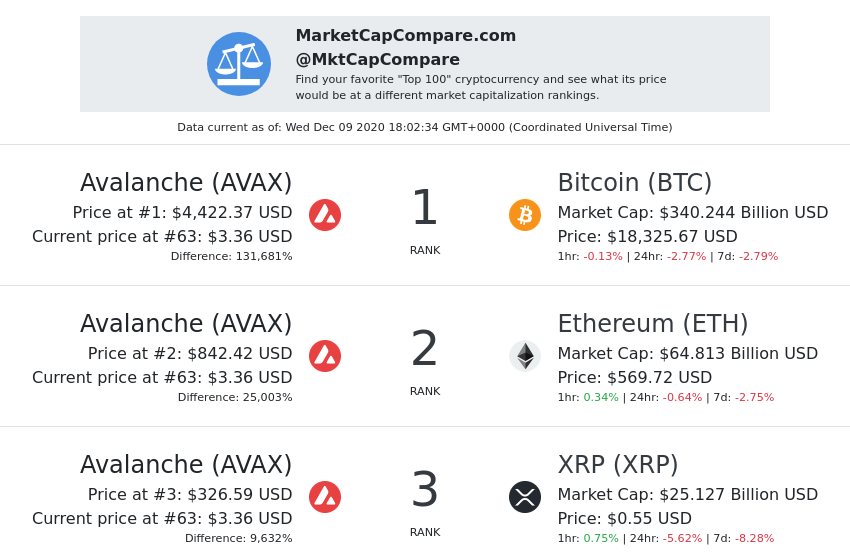 MarketCapCompare.com
@MktCapCompare
Find your favorite "Top 100" cryptocurrency and see what its price
would be at a different market capitalization rankings.
Data current as of: Wed Dec 09 2020 18:02:34 GMT+0000 (Coordinated Universal Time)
Avalanche (AVAX)
Price at #1: $4,422.37 USD
Current price at #63: $3.36 USD
Difference: 131,681%
1
RANK
Bitcoin (BTC)
Market Cap: $340.244 Billion USD
Price: $18,325.67 USD
1hr: -0.13% | 24hr: -2.77% | 7d: -2.79%
Avalanche (AVAX)
Price at #2: $842.42 USD
Current price at #63: $3.36 USD
Difference: 25,003%
2
RANK
Ethereum (ETH)
Market Cap: $64.813 Billion USD
Price: $569.72 USD
1hr: 0.34% | 24hr: -0.64% | 7d: -2.75%
Avalanche (AVAX)
Price at #3: $326.59 USD
Current price at #63: $3.36 USD
Difference: 9,632%
3
RANK
XRP (XRP)
Market Cap: $25.127 Billion USD
Price: $0.55 USD
1hr: 0.75% | 24hr: -5.62% | 7d: -8.28%